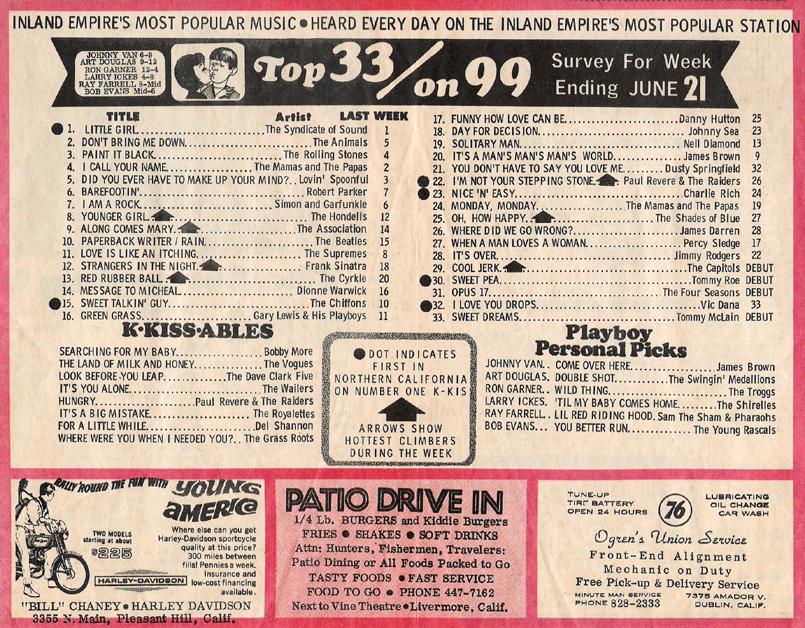 INLAND EMPIRE'S MOST POPULAR MUSIC • HEARD EVERY DAY ON THE INLAND EMPIRE'S MOST POPULAR STATION
JOHNNY VAN 6-9
ART DOUGLAS 9-12
RON GARNER 12-4
LARRY ICKES 4-8
RAY FARRELL 8-Mid
BOB EVANS Mid-6
Top 33/on 99
Survey For Week
Ending JUNE 21
TITLE Artist LAST WEEK
1. LITTLE GIRL The Syndicate of Sound 1
2. DON'T BRING ME DOWN The Animals 5
3. PAINT IT BLACK The Rolling Stones 4
4. I CALL YOUR NAME The Mamas and The Papas 2
5. DID YOU EVER HAVE TO MAKE UP YOUR MIND?.. Lovin' Spoonful 3
6. BAREFOOTIN'. Robert Parker 7
7. I AM A ROCK Simon and Garfunkle 6
8. YOUNGER GIRL The Hondells 12
9. ALONG COMES MARY The Association 14
10. PAPERBACK WRITER / RAIN The Beatles 15
11. LOVE IS LIKE AN ITCHING The Supremes 8
12. STRANGERS IN THE NIGHT Frank Sinatra 18
13. RED RUBBER BALL The Cyrkle 20
14. MESSAGE TO MICHEAL Dionne Warwick 16
15. SWEET TALKIN' GUY The Chiffons 10
16. GREEN GRASS Gary Lewis & His Playboys 11
17. FUNNY HOW LOVE CAN BE Danny Hutton 25
18. DAY FOR DECISION Johnny Sea 23
19. SOLITARY MAN Neil Diamond 13
20. IT'S A MAN'S MAN'S MAN'S WORLD James Brown 9
21. YOU DON'T HAVE TO SAY YOU LOVE ME.. Dusty Springfield 32
22. I'M NOT YOUR STEPPING STONE Paul Revere & The Raiders 26
23. NICE 'N' EASY Charlie Rich 24
24. MONDAY, MONDAY The Mamas and The Papas 19
25. OH, HOW HAPPY The Shades of Blue 27
26. WHERE DID WE GO WRONG? James Darren 28
27. WHEN A MAN LOVES A WOMAN Percy Sledge 17
28. IT'S OVER Jimmy Rodgers 22
29. COOL JERK The Capitols DEBUT
30. SWEET PEA Tommy Roe DEBUT
31. OPUS 17 The Four Seasons DEBUT
32. I LOVE YOU DROPS Vic Dana 33
33. SWEET DREAMS Tommy McLain DEBUT
K•KISS•ABLES
SEARCHING FOR MY BABY Bobby More
THE LAND OF MILK AND HONEY The Vogues
LOOK BEFORE YOU LEAP The Dave Clark Five
IT'S YOU ALONE The Wailers
HUNGRY Paul Revere & The Raiders
IT'S A BIG MISTAKE The Royalettes
FOR A LITTLE WHILE Del Shannon
WHERE WERE YOU WHEN I NEEDED YOU?.. The Grass Roots
DOT INDICATES
FIRST IN
NORTHERN CALIFORNIA
ON NUMBER ONE K-KIS
ARROWS SHOW
HOTTEST CLIMBERS
DURING THE WEEK
Playboy
Personal Picks
JOHNNY VAN.. COME OVER HERE James Brown
ART DOUGLAS. DOUBLE SHOT The Swingin' Medallions
RON GARNER.. WILD THING The Troggs
LARRY ICKES. 'TIL MY BABY COMES HOME The Shirelles
RAY FARRELL. LIL RED RIDING HOOD. Sam The Sham & Pharaohs
BOB EVANS... YOU BETTER RUN The Young Rascals
RALLY 'ROUND THE FUN WITH YOUNG
AMERICA
TWO MODELS
starting at about
$225
Where else can you get
Harley-Davidson sportcycle
quality at this price?
300 miles between
fills! Pennies a week.
Insurance and
low-cost financing
available.
HARLEY-DAVIDSON
"BILL" CHANEY • HARLEY DAVIDSON
3355 N. Main, Pleasant Hill, Calif.
PATIO DRIVE IN
1/4 Lb. BURGERS and Kiddie Burgers
FRIES • SHAKES • SOFT DRINKS
Attn: Hunters, Fishermen, Travelers:
Patio Dining or All Foods Packed to Go
TASTY FOODS • FAST SERVICE
FOOD TO GO • PHONE 447-7162
Next to Vine Theatre • Livermore, Calif.
TUNE-UP
TIRE BATTERY
OPEN 24 HOURS
76
LUBRICATING
OIL CHANGE
CAR WASH
Ogren's Union Service
Front-End Alignment
Mechanic on Duty
Free Pick-up & Delivery Service
MINUTE MAN SERVICE
PHONE 828-2333
7375 AMADOR V.
DUBLIN, CALIF.